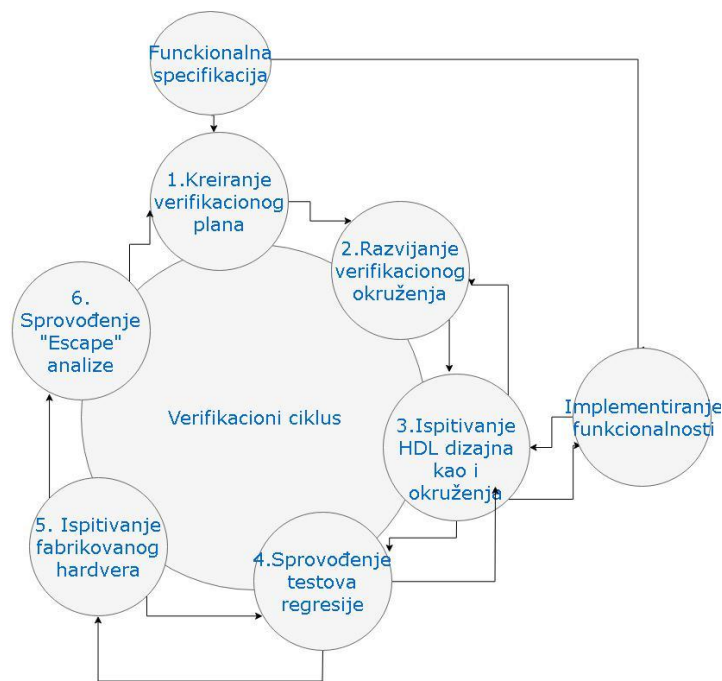 Funckionalna
specifikacija
1.Kreiranje
verifikacionog
plana
2.Razvijanje
verifikacionog
okruženja
6.
Sprovođenje
"Escape"
analize
Verifikacioni ciklus
3.Ispitivanje
HDL dizajna
kao i
okruženja
Implementiranje
funkcionalnosti
5. Ispitivanje
fabrikovanog
hardvera
4.Sprovođenje
testova
regresije